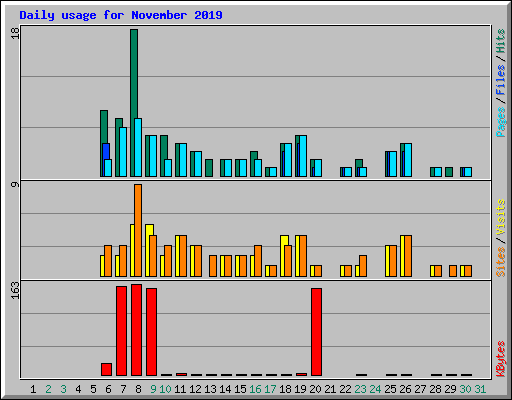 Daily usage for November 2019
18
9
163
Pages / Files / Hits
Sites / Visits
KBytes
1 2 3 4 5 6 7 8 9 10 11 12 13 14 15 16 17 18 19 20 21 22 23 24 25 26 27 28 29 30 31